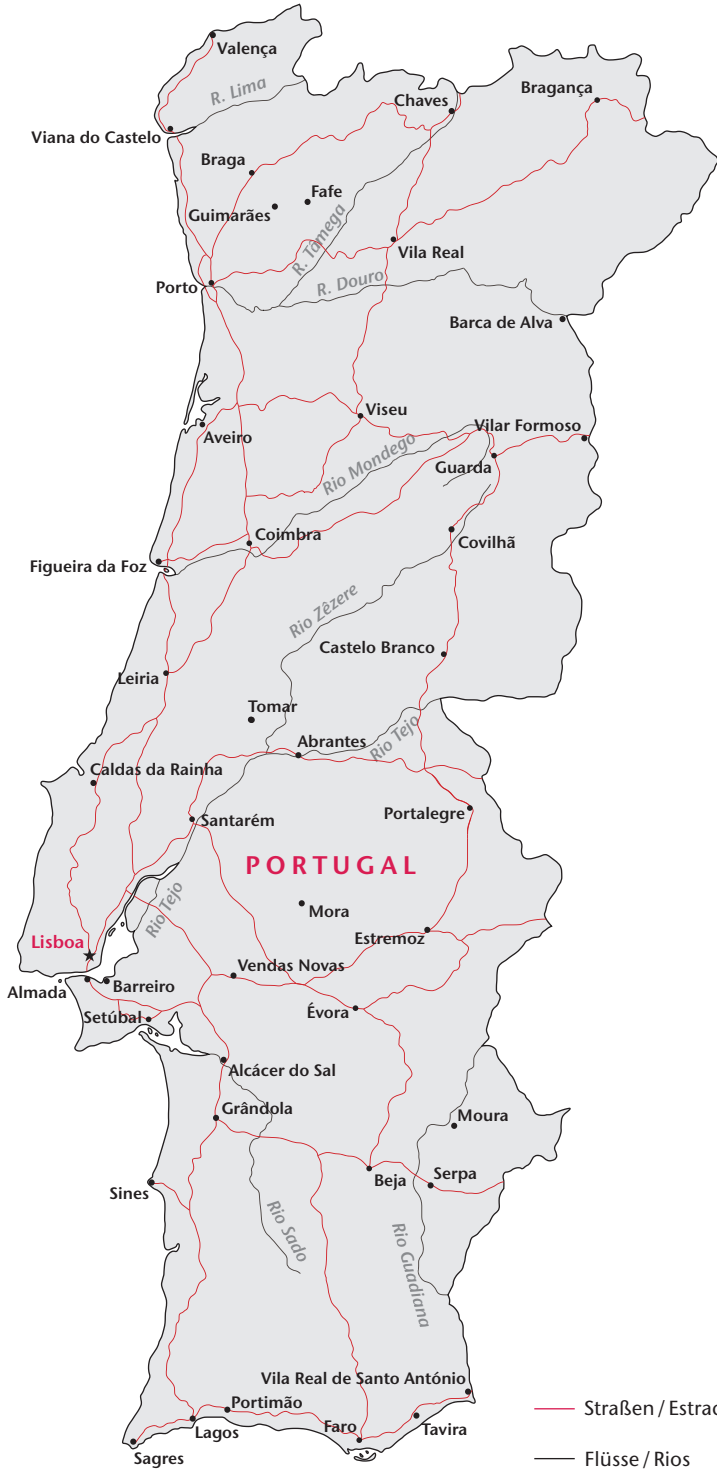 Valença
R. Lima
Chaves
Bragança
Viana do Castelo
Braga
Fafe
Guimarães
R. Tâmega
Vila Real
Porto
R. Douro
Barca de Alva
Viseu
Aveiro
Vilar Formoso
Rio Mondego
Guarda
Coimbra
Covilhã
Figueira da Foz
Rio Zêzere
Castelo Branco
Leiria
Tomar
Abrantes
Rio Tejo
Caldas da Rainha
Portalegre
Santarém
PORTUGAL
Mora
Rio Tejo
Estremoz
Lisboa
Vendas Novas
Almada
Barreiro
Évora
Setúbal
Alcácer do Sal
Grândola
Moura
Beja
Serpa
Sines
Rio Sado
Rio Guadiana
Vila Real de Santo António
Portimão
Straßen / Estrad
Lagos
Faro
Tavira
Sagres
Flüsse / Rios